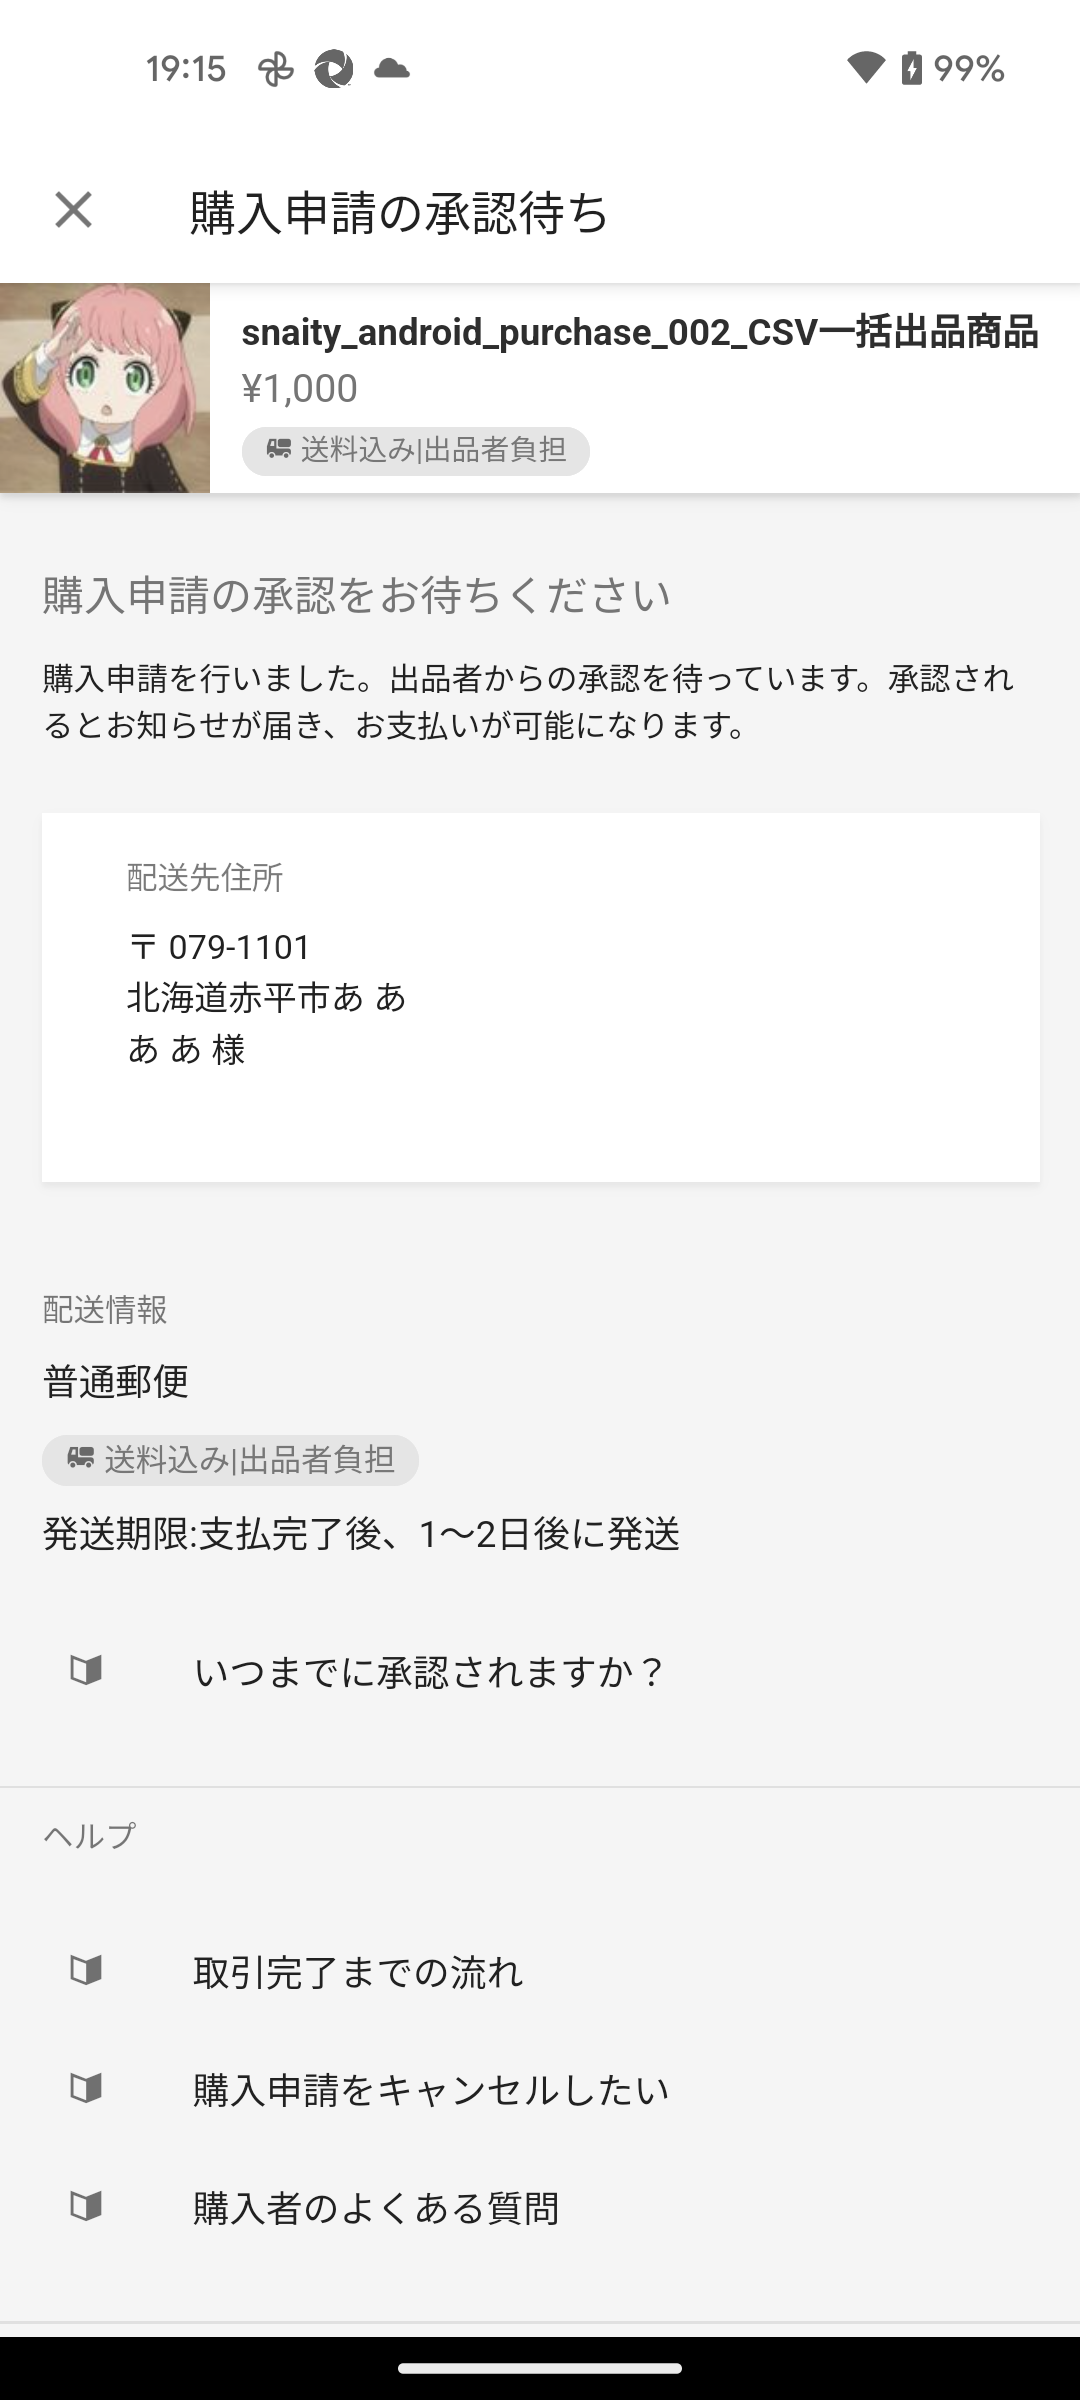 19:15
99%
購入申請の承認待ち
snaity_android_purchase_002_CSV一括出品商品
¥1,000
送料込み|出品者負担
購入申請の承認をお待ちください
購入申請を行いました。出品者からの承認を待っています。承認され
るとお知らせが届き、お支払いが可能になります。
配送先住所
〒 079-1101
北海道赤平市あ あ
あ あ 様
配送情報
普通郵便
送料込み|出品者負担
発送期限:支払完了後、1〜2日後に発送
いつまでに承認されますか？
ヘルプ
取引完了までの流れ
購入申請をキャンセルしたい
購入者のよくある質問